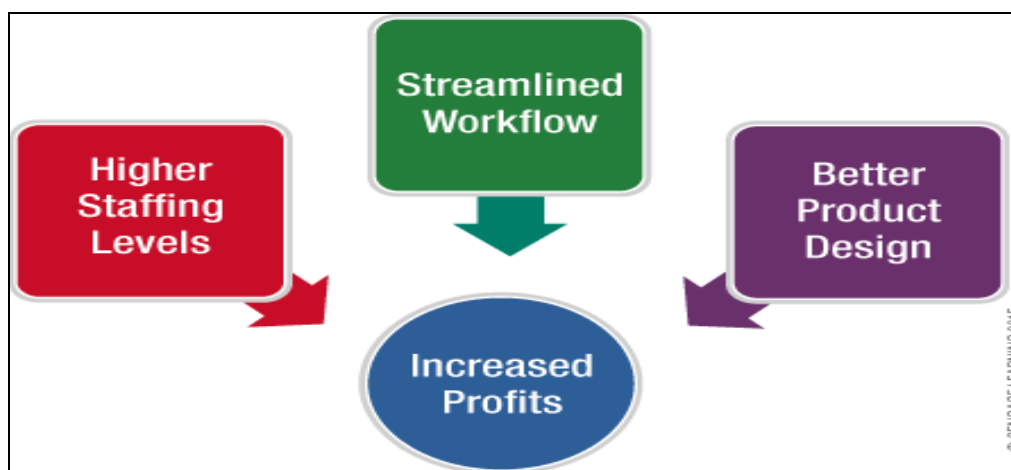 Streamlined
Workflow
Higher
Staffing
Levels
Better
Product
Design
Increased
Profits